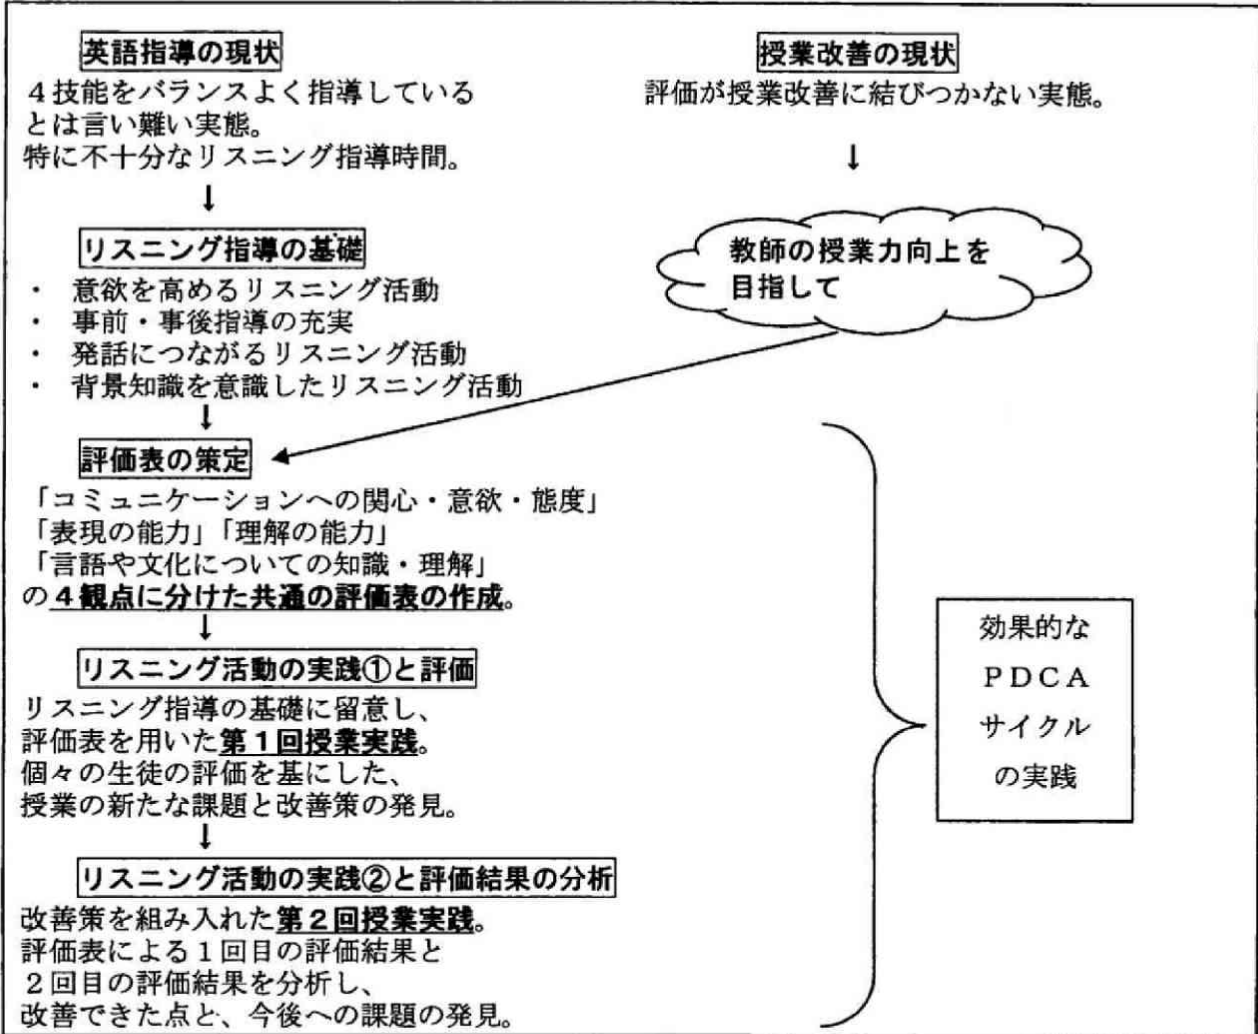 英語指導の現状
4技能をバランスよく指導している
とは言い難い実態。
特に不十分なリスニング指導時間。
↓
授業改善の現状
評価が授業改善に結びつかない実態。
↓
教師の授業力向上を
目指して
リスニング指導の基礎
・ 意欲を高めるリスニング活動
・ 事前・事後指導の充実
・ 発話につながるリスニング活動
・ 背景知識を意識したリスニング活動
↓
評価表の策定
「コミュニケーションへの関心・意欲・態度」
「表現の能力」「理解の能力」
「言語や文化についての知識・理解」
の4観点に分けた共通の評価表の作成。
↓
リスニング活動の実践①と評価
リスニング指導の基礎に留意し、
評価表を用いた第1回授業実践。
個々の生徒の評価を基にした、
授業の新たな課題と改善策の発見。
↓
リスニング活動の実践②と評価結果の分析
改善策を組み入れた第2回授業実践。
評価表による1回目の評価結果と
2回目の評価結果を分析し、
改善できた点と、今後への課題の発見。
効果的な
PDCA
サイクル
の実践